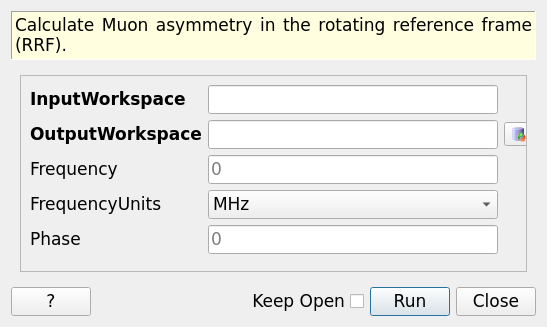 Calculate Muon asymmetry in the rotating reference frame
(RRF).
InputWorkspace
OutputWorkspace
Frequency 0
FrequencyUnits MHz
Phase 0
? Keep Open Run Close